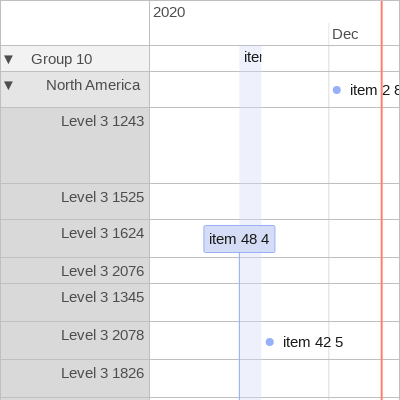 2020
Dec
▼ Group 10
▼ North America
item 2 8
Level 3 1243
Level 3 1525
Level 3 1624
item 48 4
Level 3 2076
Level 3 1345
Level 3 2078
item 42 5
Level 3 1826